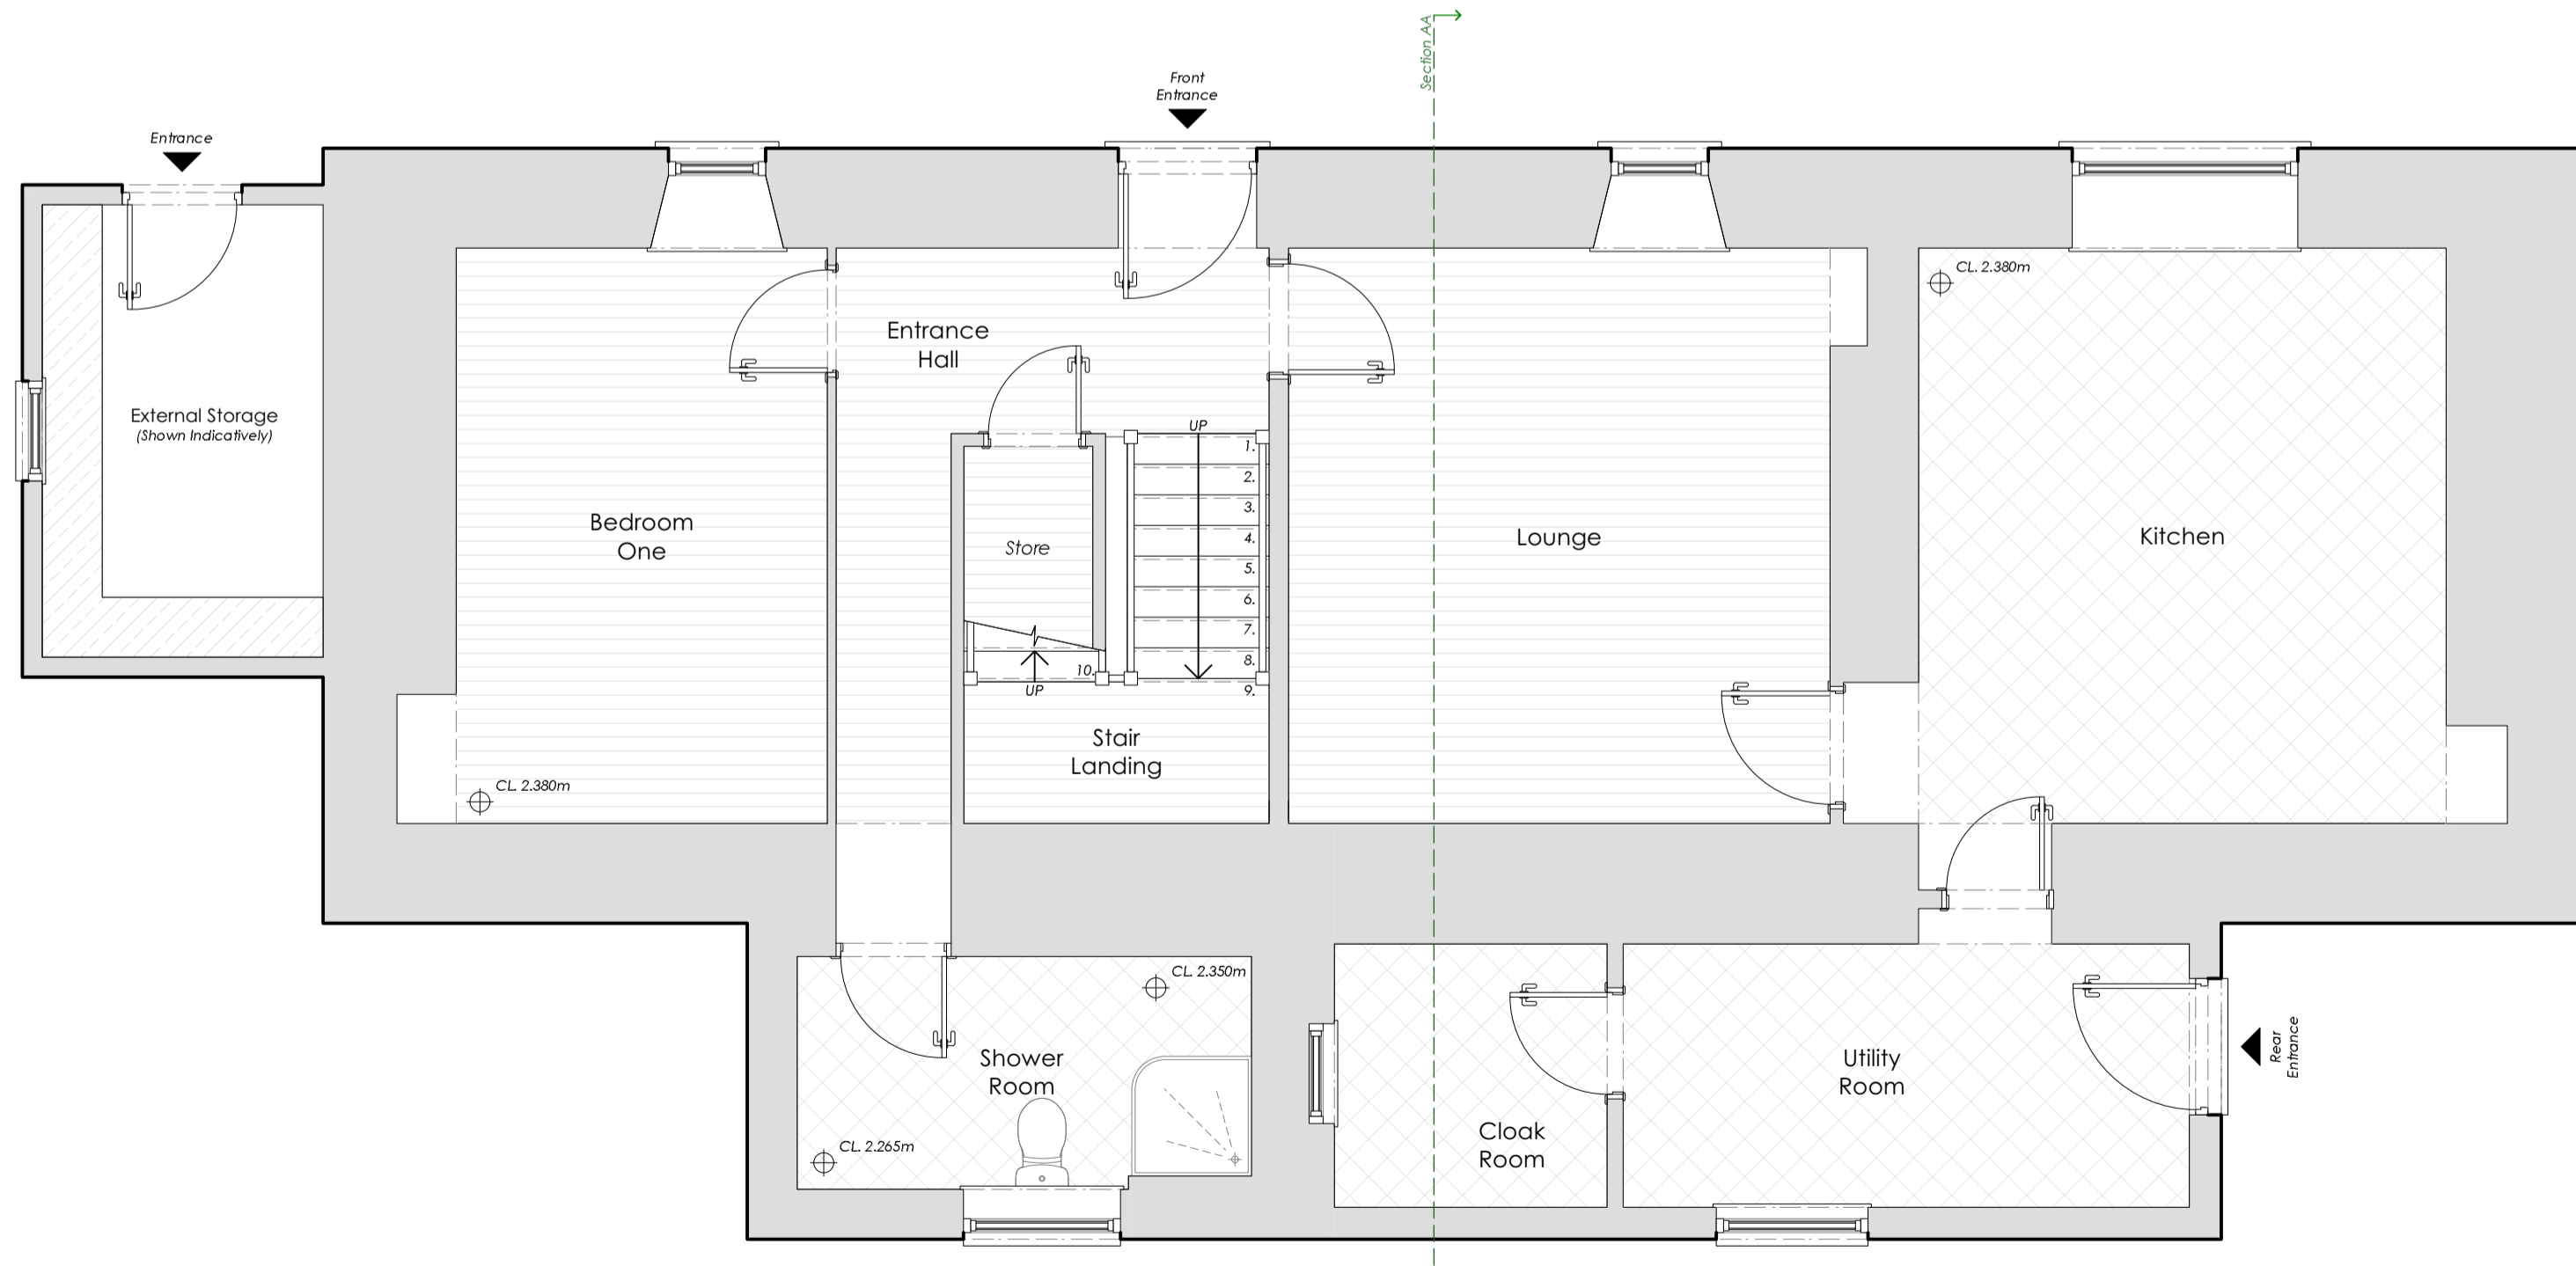 Section AA
Front
Entrance
Entrance
CL. 2.380m
Entrance
Hall
External Storage
(Shown Indicatively)
UP
1.
2.
3.
4.
5.
6.
7.
8.
9.
10.
UP
Bedroom
One
Store
Lounge
Kitchen
Stair
Landing
CL. 2.380m
CL. 2.350m
Shower
Room
CL. 2.265m
Cloak
Room
Utility
Room
Rear
Entrance